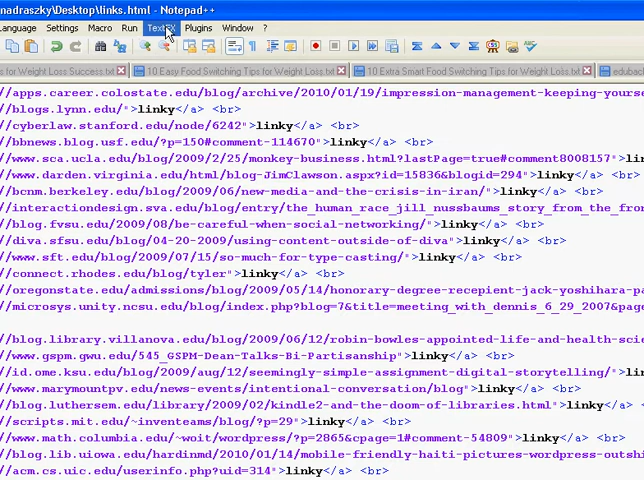 nadraszky\Desktop\links.html - Notepad++
Language Settings Macro Run TextFX Plugins Window ?
s for Weight Loss Success.txt 10 Easy Food Switching Tips for Weight Loss.txt 10 Extra Smart Food Switching Tips for Weight Loss.txt edubac
//apps.career.colostate.edu/blog/archive/2010/01/19/impression-management-keeping-yourse
//blogs.lynn.edu/">linky</a> <br>
//cyberlaw.stanford.edu/node/6242">linky</a> <br>
//bbnews.blog.usf.edu/?p=150#comment-114670">linky</a> <br>
//www.sca.ucla.edu/blog/2009/2/25/monkey-business.html?lastPage=true#comment8008157">lin
//www.darden.virginia.edu/html/blog-JimClawson.aspx?id=15836&blogid=294">linky</a> <br>
//bcnm.berkeley.edu/blog/2009/06/new-media-and-the-crisis-in-iran/">linky</a> <br>
//interactiondesign.sva.edu/blog/entry/the_human_race_jill_nussbaums_story_from_the_fron
//blog.fvsu.edu/2009/08/be-careful-when-social-networking/">linky</a> <br>
//diva.sfsu.edu/blog/04-20-2009/using-content-outside-of-diva">linky</a> <br>
//www.sft.edu/blog/2009/07/15/so-much-for-type-casting/">linky</a> <br>
//connect.rhodes.edu/blog/tyler">linky</a> <br>
//oregonstate.edu/admissions/blog/2009/05/14/honorary-degree-recepient-jack-yoshihara-pa
//microsys.unity.ncsu.edu/blog/index.php?blog=7&title=meeting_with_dennis_6_29_2007&page
//blog.library.villanova.edu/blog/2009/06/12/robin-bowles-appointed-life-and-health-scie
//www.gspm.gwu.edu/545_GSPM-Dean-Talks-Bi-Partisanship">linky</a> <br>
//id.ome.ksu.edu/blog/2009/aug/12/seemingly-simple-assignment-digital-storytelling/">lin
//www.marymountpv.edu/news-events/intentional-conversation/blog">linky</a> <br>
//blog.luthersem.edu/library/2009/02/kindle2-and-the-doom-of-libraries.html">linky</a> <
//scripts.mit.edu/~inventeams/blog/?p=29">linky</a> <br>
//www.math.columbia.edu/~woit/wordpress/?p=2865&cpage=1#comment-54809">linky</a> <br>
//blog.lib.uiowa.edu/hardinmd/2010/01/14/mobile-friendly-haiti-pictures-wordpress-outshi
//acm.cs.uic.edu/userinfo.php?uid=314">linky</a> <br>